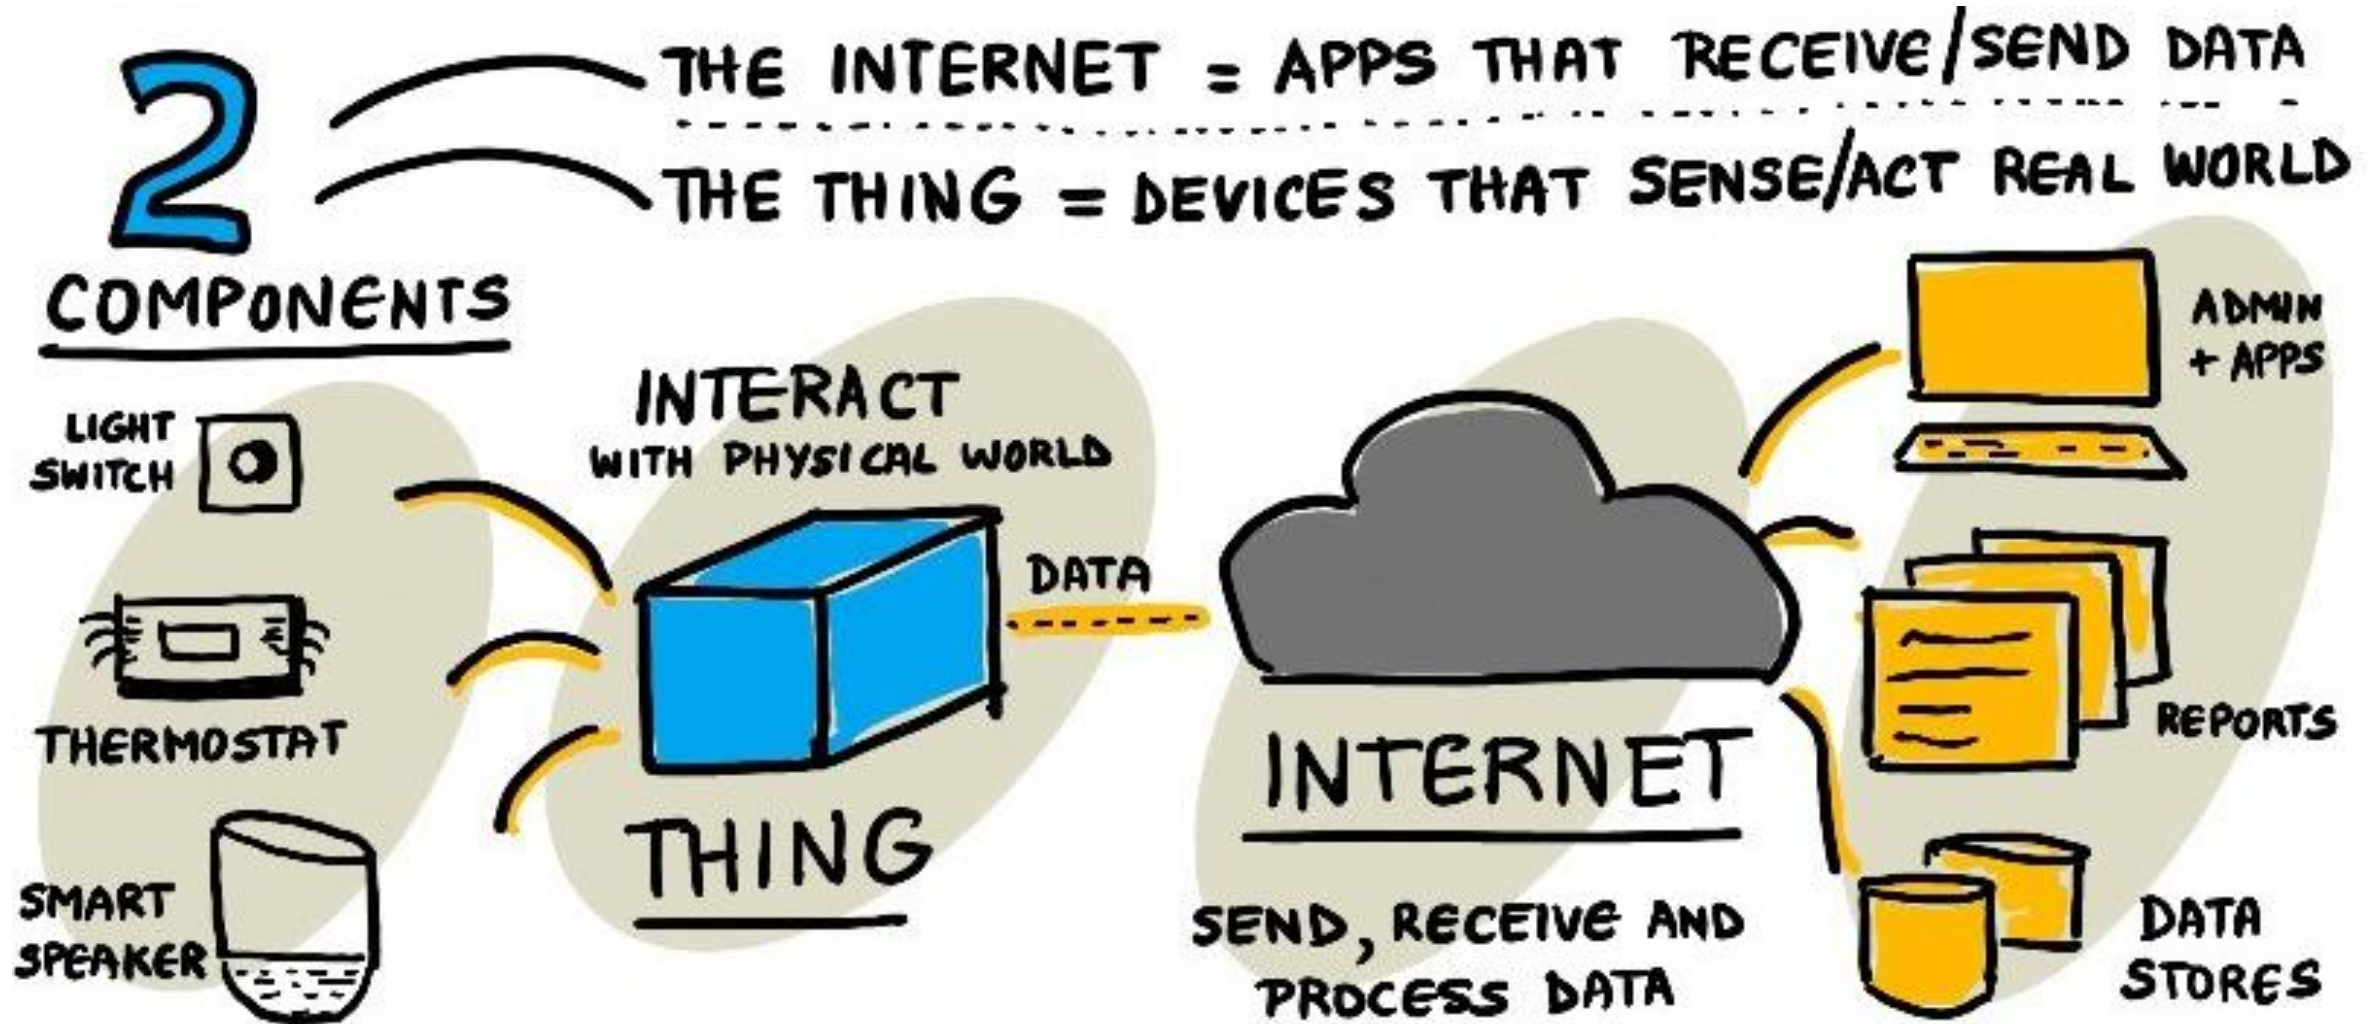 2
THE INTERNET = APPS THAT RECEIVE/SEND DATA
THE THING = DEVICES THAT SENSE/ACT REAL WORLD
COMPONENTS
LIGHT
SWITCH
THERMOSTAT
SMART
SPEAKER
INTERACT
WITH PHYSICAL WORLD
THING
DATA
INTERNET
SEND, RECEIVE AND
PROCESS DATA
ADMIN
+ APPS
REPORTS
DATA
STORES